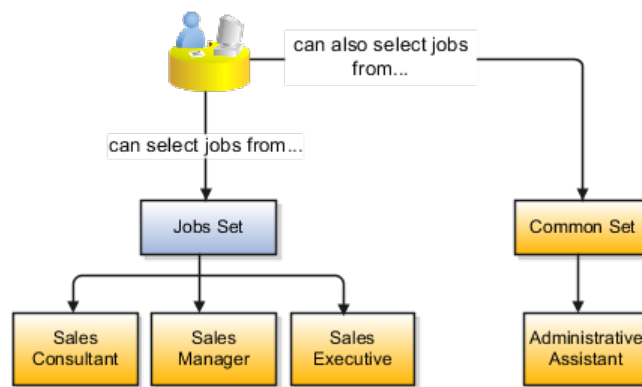 can also select jobs
from...
can select jobs from...
Jobs Set
Common Set
Sales
Consultant
Sales
Manager
Sales
Executive
Administrative
Assistant